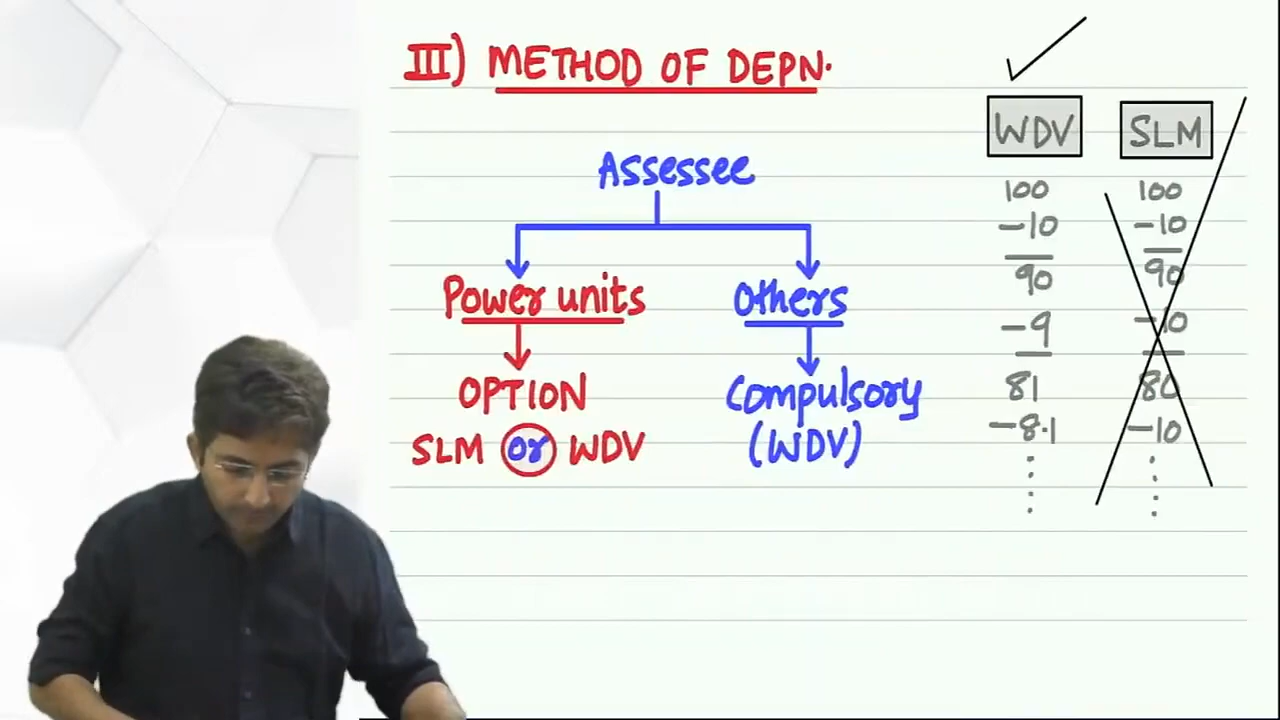 III) METHOD OF DEPN.
Assessee
Power units
OPTION
SLM or WDV
Others
Compulsory
(WDV)
WDV
100
-10
90
-9
81
-8.1
SLM
100
-10
90
-10
80
-10